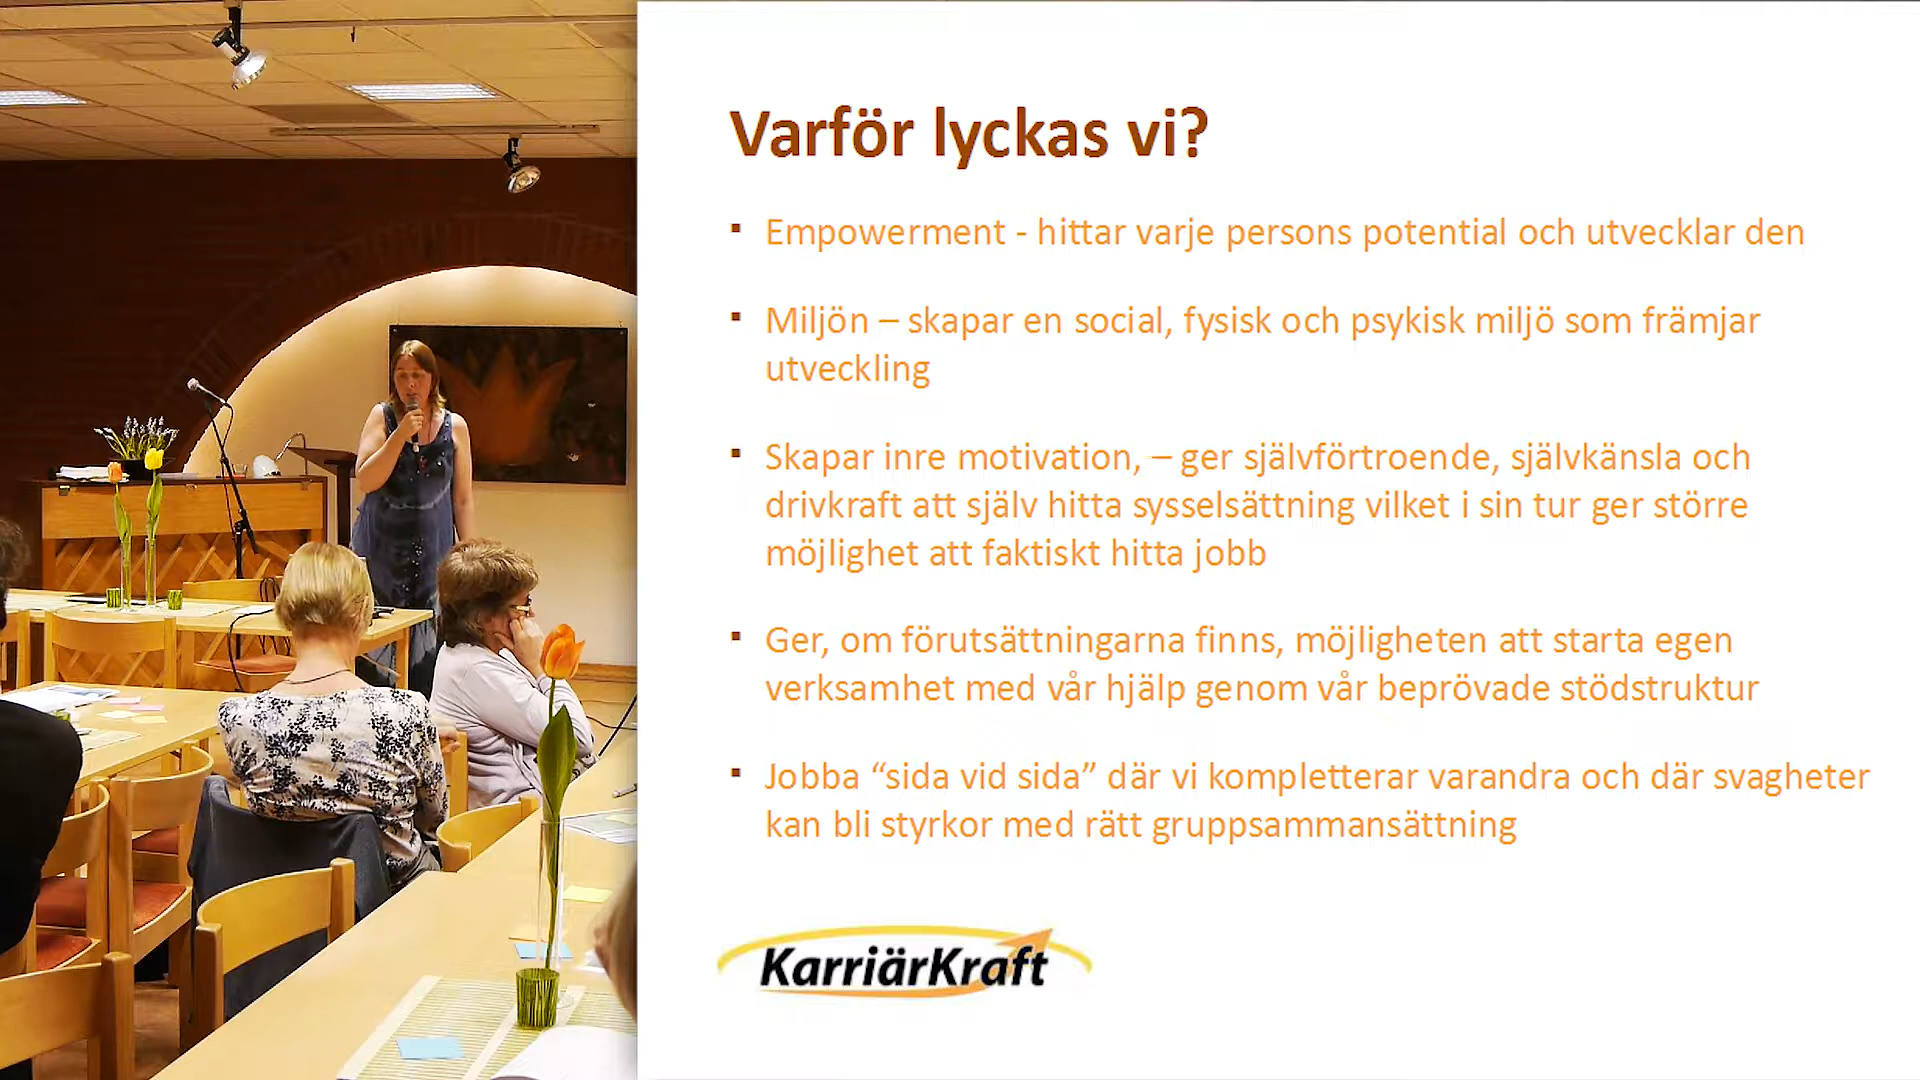 Varför lyckas vi?
Empowerment - hittar varje persons potential och utvecklar den
Miljön – skapar en social, fysisk och psykisk miljö som främjar
utveckling
Skapar inre motivation, – ger självförtroende, självkänsla och
drivkraft att själv hitta sysselsättning vilket i sin tur ger större
möjlighet att faktiskt hitta jobb
Ger, om förutsättningarna finns, möjligheten att starta egen
verksamhet med vår hjälp genom vår beprövade stödstruktur
Jobba “sida vid sida” där vi kompletterar varandra och där svagheter
kan bli styrkor med rätt gruppsammansättning
KarriärKraft